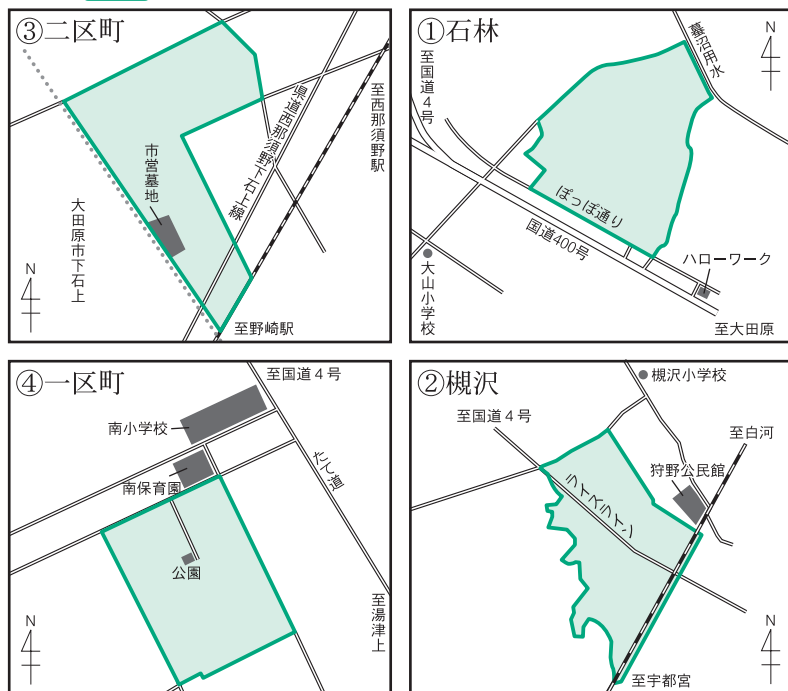 ①石林
至国道4号
蟇沼用水
N
ぽっぽ通り
国道400号
ハローワーク
大山小学校
至大田原
②槻沢
槻沢小学校
至国道4号
至白河
狩野公民館
ライスライン
N
至宇都宮
③二区町
県道西那須野下石上線
至西那須野駅
市営墓地
大田原市下石上
N
至野崎駅
④一区町
至国道4号
南小学校
たて道
南保育園
公園
N
至湯津上